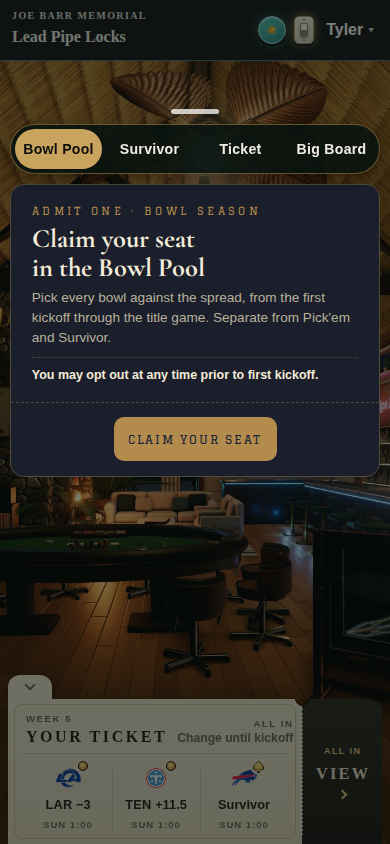 JOE BARR MEMORIAL
Lead Pipe Locks
Tyler
Bowl Pool
Survivor
Ticket
Big Board
ADMIT ONE · BOWL SEASON
Claim your seat
in the Bowl Pool
Pick every bowl against the spread, from the first
kickoff through the title game. Separate from Pick'em
and Survivor.
You may opt out at any time prior to first kickoff.
CLAIM YOUR SEAT
WEEK 5
YOUR TICKET
ALL IN
Change until kickoff
LAR −3
SUN 1:00
TEN +11.5
SUN 1:00
Survivor
SUN 1:00
ALL IN
VIEW